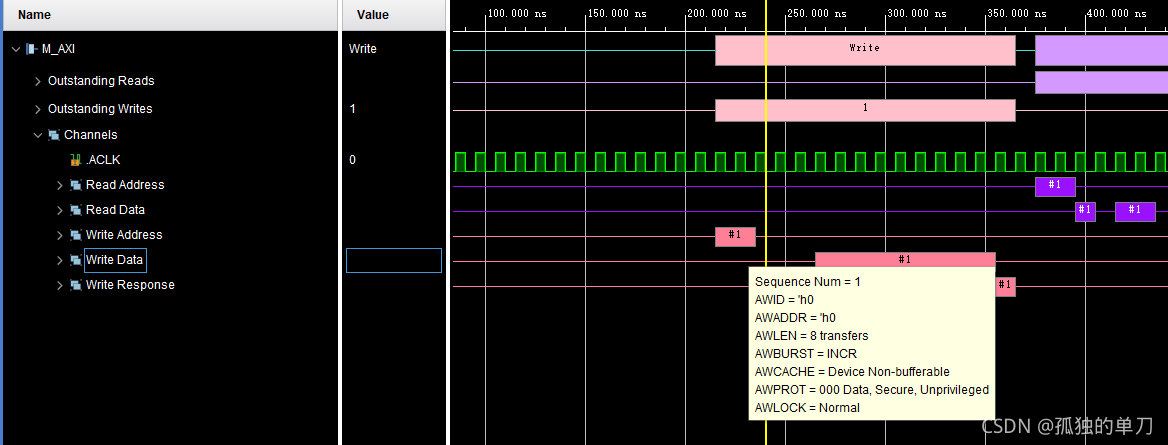 Name Value 100.000 ns 150.000 ns 200.000 ns 250.000 ns 300.000 ns 350.000 ns 400.000 ns
M_AXI Write Write
Outstanding Reads
Outstanding Writes 1 1
Channels
.ACLK 0
Read Address #1
Read Data #1 #1
Write Address #1
Write Data #1
Write Response #1
Sequence Num = 1
AWID = 'h0
AWADDR = 'h0
AWLEN = 8 transfers
AWBURST = INCR
AWCACHE = Device Non-bufferable
AWPROT = 000 Data, Secure, Unprivileged
AWLOCK = Normal
CSDN @孤独的单刀